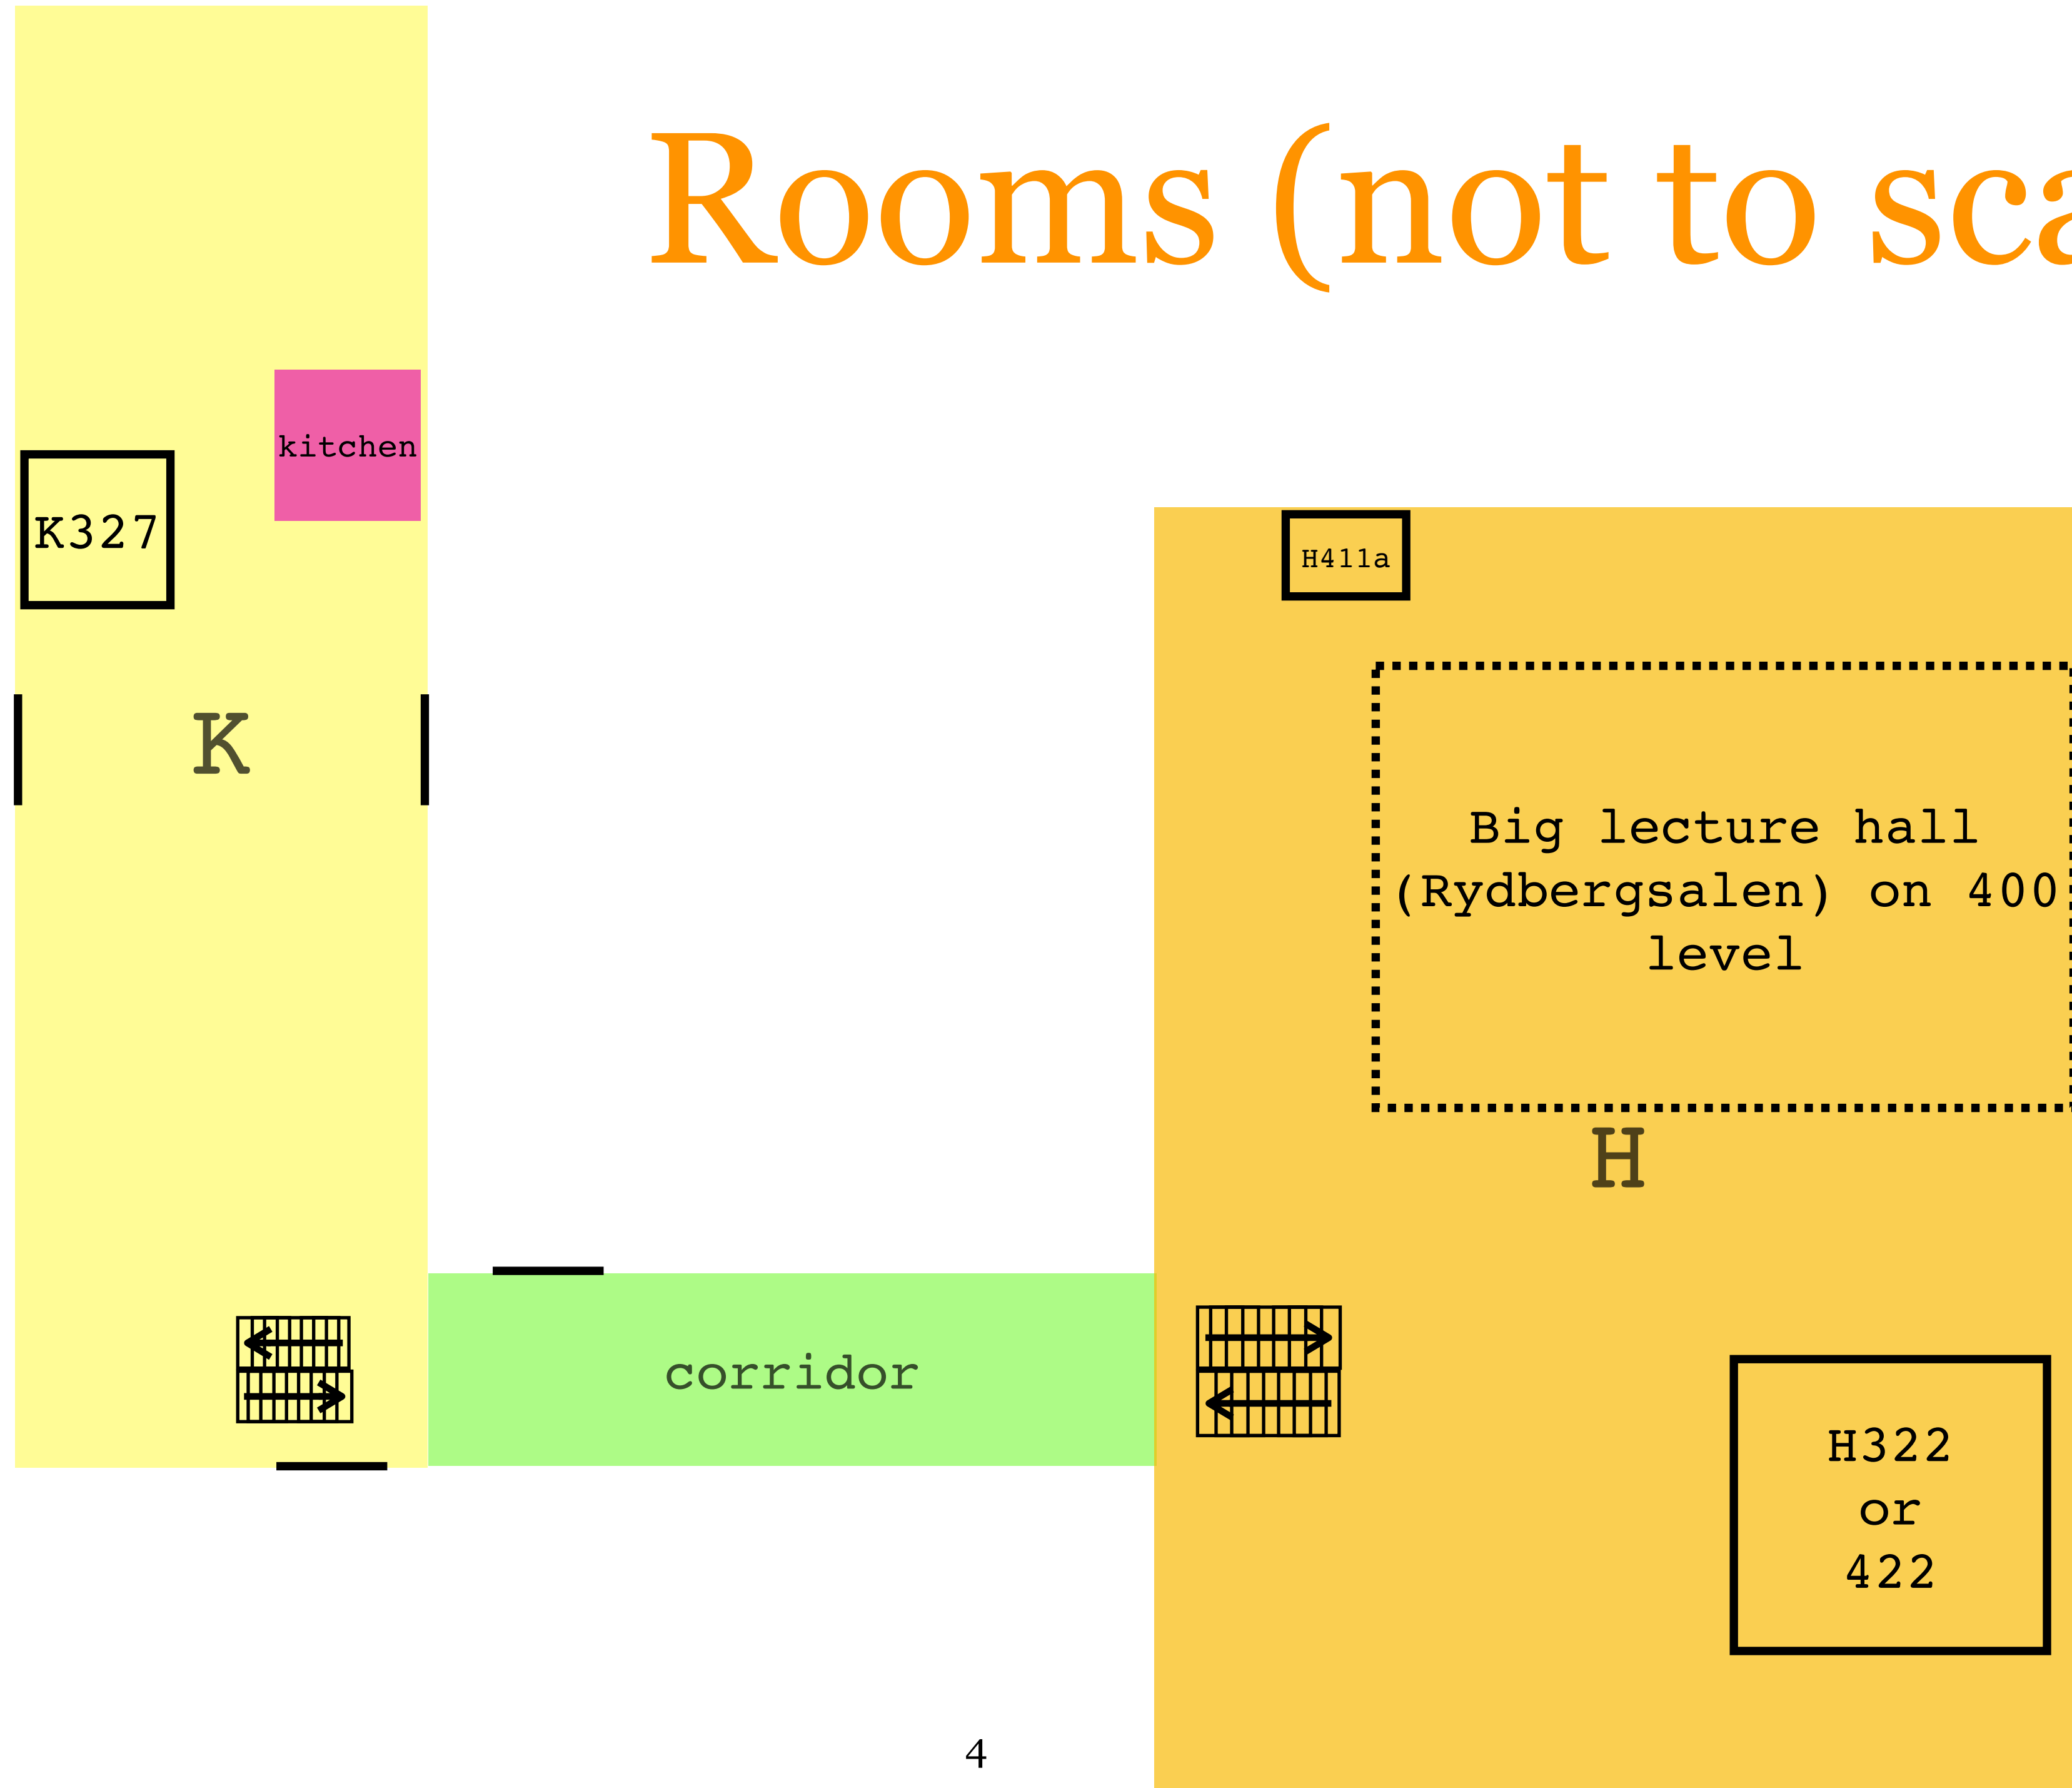 Rooms (not to sca
kitchen
K327
H411a
K
Big lecture hall
(Rydbergsalen) on 400
level
H
corridor
H322
or
422
4